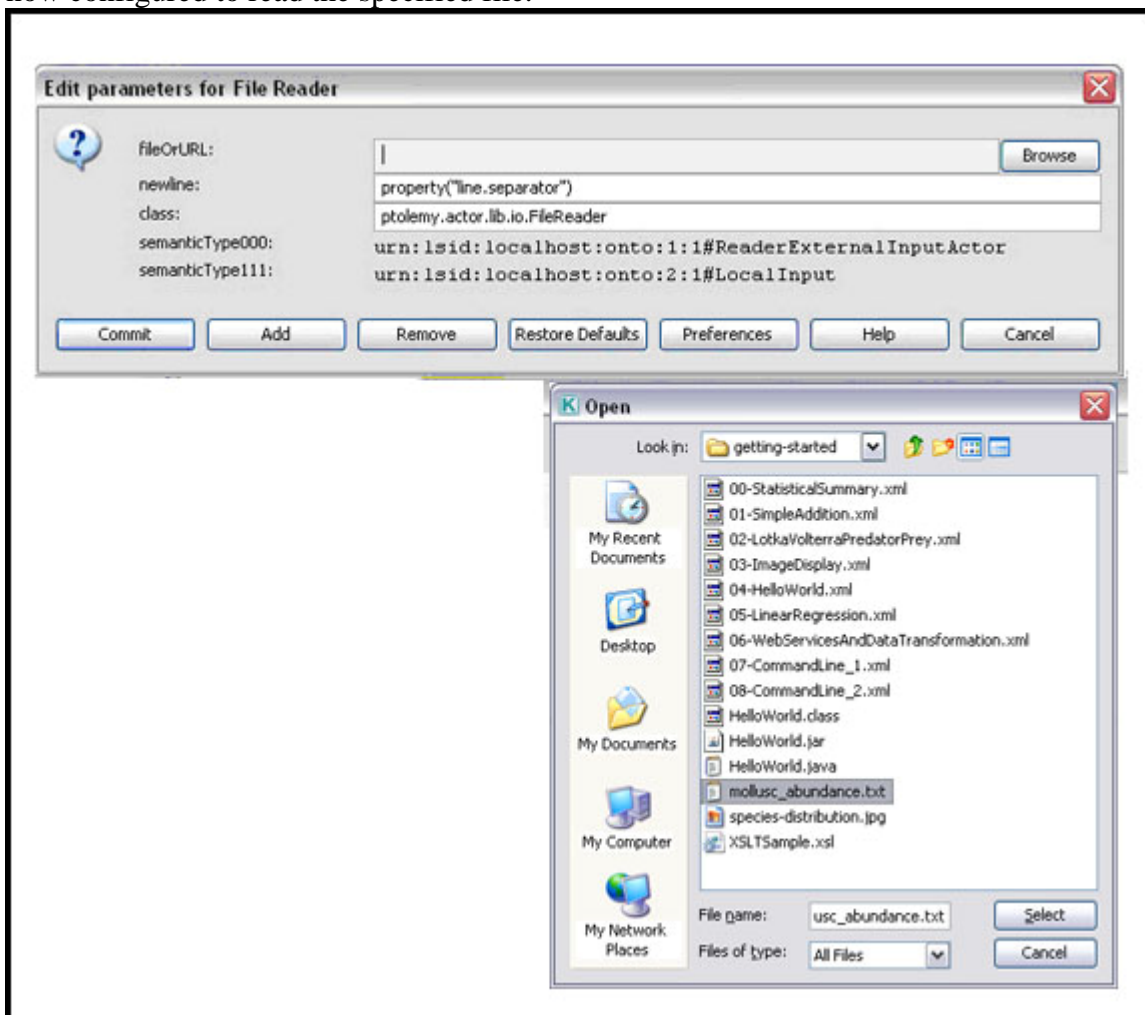 now configured to read the specified file.
Edit parameters for File Reader
fileOrURL:
Browse
newline: property("line.separator")
class: ptolemy.actor.lib.io.FileReader
semanticType000: urn:lsid:localhost:onto:1:1#ReaderExternalInputActor
semanticType111: urn:lsid:localhost:onto:2:1#LocalInput
Commit Add Remove Restore Defaults Preferences Help Cancel
K Open
Look in: getting-started
My Recent Documents
Desktop
My Documents
My Computer
My Network Places
00-StatisticalSummary.xml
01-SimpleAddition.xml
02-LotkaVolterraPredatorPrey.xml
03-ImageDisplay.xml
04-HelloWorld.xml
05-LinearRegression.xml
06-WebServicesAndDataTransformation.xml
07-CommandLine_1.xml
08-CommandLine_2.xml
HelloWorld.class
HelloWorld.jar
HelloWorld.java
mollusc_abundance.txt
species-distribution.jpg
XSLTSample.xsl
File name: usc_abundance.txt Select
Files of type: All Files Cancel